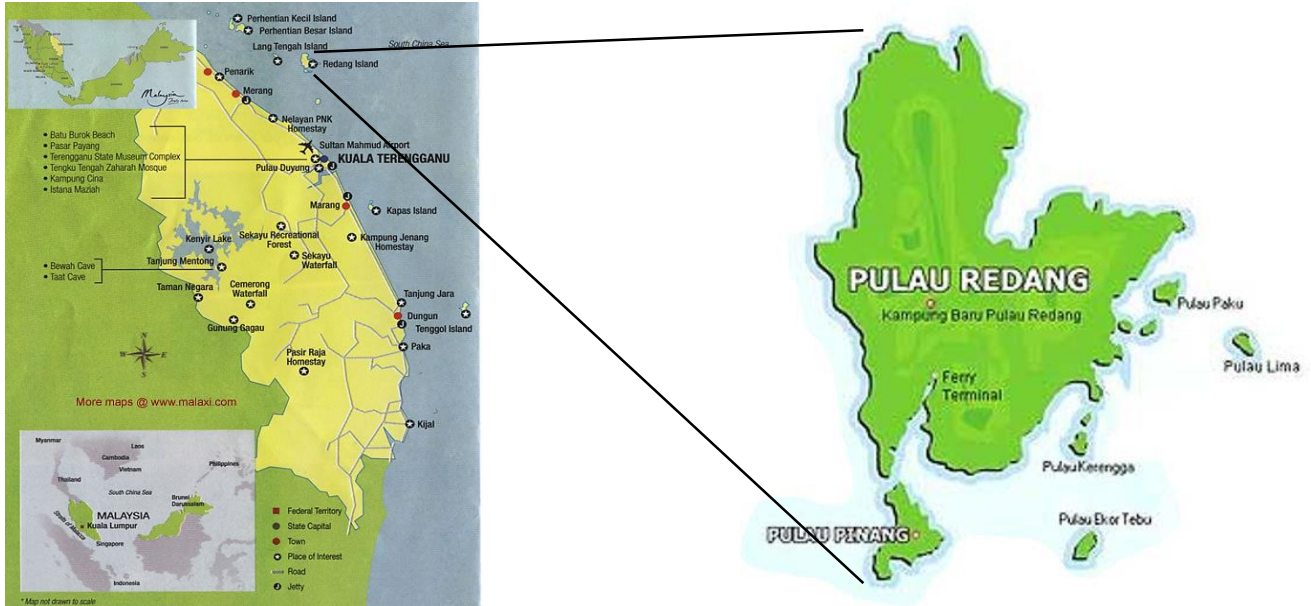 Perhentian Kecil Island
Perhentian Besar Island
Lang Tengah Island
South China Sea
Redang Island
Penarik
Merang
Malaysia
Nelayan PNK
Homestay
Batu Burok Beach
Pasar Payang
Terengganu State Museum Complex
Tengku Tengah Zaharah Mosque
Kampung Cina
Istana Maziah
Sultan Mahmud Airport
KUALA TERENGGANU
Pulau Duyung
Marang
Kapas Island
Kenyir Lake
Sekayu Recreational
Forest
Kampung Jenang
Homestay
Sekayu
Waterfall
Bewah Cave
Taat Cave
Tanjung Mentong
Taman Negara
Cemerong
Waterfall
Tanjung Jara
Dungun
Tenggol Island
Gunung Gagau
Paka
Pasir Raja
Homestay
N
W
E
S
More maps @ www.malaxi.com
Kijal
Myanmar
Laos
Cambodia
Vietnam
Thailand
Philippines
South China Sea
Brunei
Darussalam
MALAYSIA
Kuala Lumpur
Straits of Malacca
Singapore
Indonesia
Federal Territory
State Capital
Town
Place of Interest
Road
Jetty
* Map not drawn to scale
PULAU REDANG
Kampung Baru Pulau Redang
Pulau Paku
Pulau Lima
Ferry
Terminal
Pulau Kerengga
PULAU PINANG
Pulau Ekor Tebu